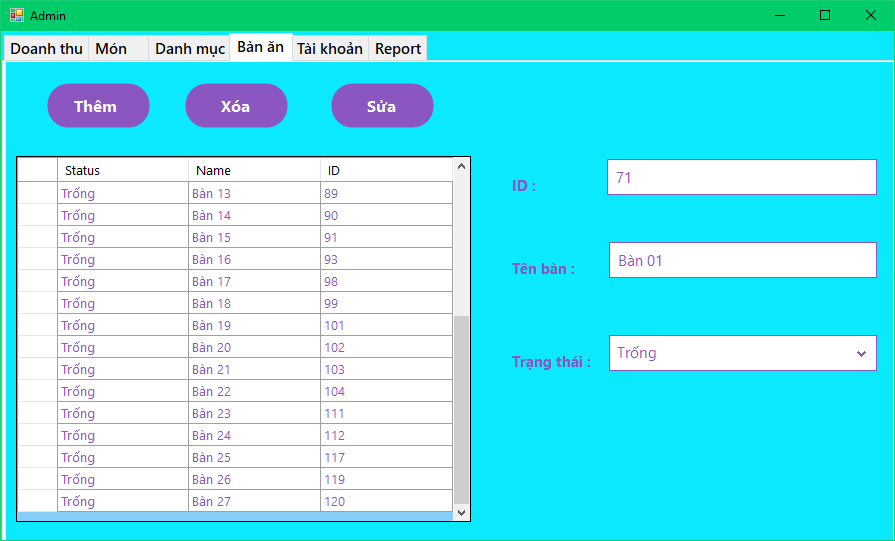 Admin
Doanh thu Món Danh mục Bàn ăn Tài khoản Report
Thêm Xóa Sửa
Status Name ID
Trống Bàn 13 89
Trống Bàn 14 90
Trống Bàn 15 91
Trống Bàn 16 93
Trống Bàn 17 98
Trống Bàn 18 99
Trống Bàn 19 101
Trống Bàn 20 102
Trống Bàn 21 103
Trống Bàn 22 104
Trống Bàn 23 111
Trống Bàn 24 112
Trống Bàn 25 117
Trống Bàn 26 119
Trống Bàn 27 120
ID : 71
Tên bàn : Bàn 01
Trạng thái : Trống